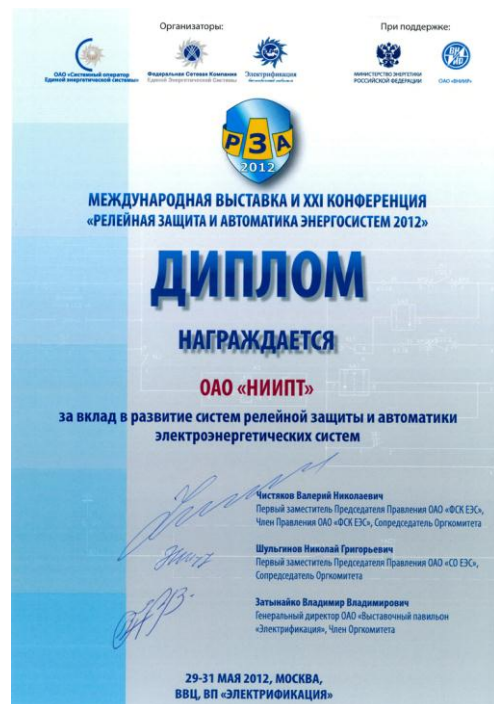 Организаторы:
При поддержке:
ОАО «Системный оператор
Единой энергетической системы»
Федеральная Сетевая Компания
Единой Энергетической Системы
Электрификация
МИНИСТЕРСТВО ЭНЕРГЕТИКИ
РОССИЙСКОЙ ФЕДЕРАЦИИ
ОАО «ВНИИР»
РЗА
2012
МЕЖДУНАРОДНАЯ ВЫСТАВКА И XXI КОНФЕРЕНЦИЯ
«РЕЛЕЙНАЯ ЗАЩИТА И АВТОМАТИКА ЭНЕРГОСИСТЕМ 2012»
ДИПЛОМ
НАГРАЖДАЕТСЯ
ОАО «НИИПТ»
за вклад в развитие систем релейной защиты и автоматики
электроэнергетических систем
Чистяков Валерий Николаевич
Первый заместитель Председателя Правления ОАО «ФСК ЕЭС»,
Член Правления ОАО «ФСК ЕЭС», Сопредседатель Оргкомитета
Шульгинов Николай Григорьевич
Первый заместитель Председателя Правления ОАО «СО ЕЭС»,
Сопредседатель Оргкомитета
Затынайко Владимир Владимирович
Генеральный директор ОАО «Выставочный павильон
«Электрификация», Член Оргкомитета
29-31 МАЯ 2012, МОСКВА,
ВВЦ, ВП «ЭЛЕКТРИФИКАЦИЯ»